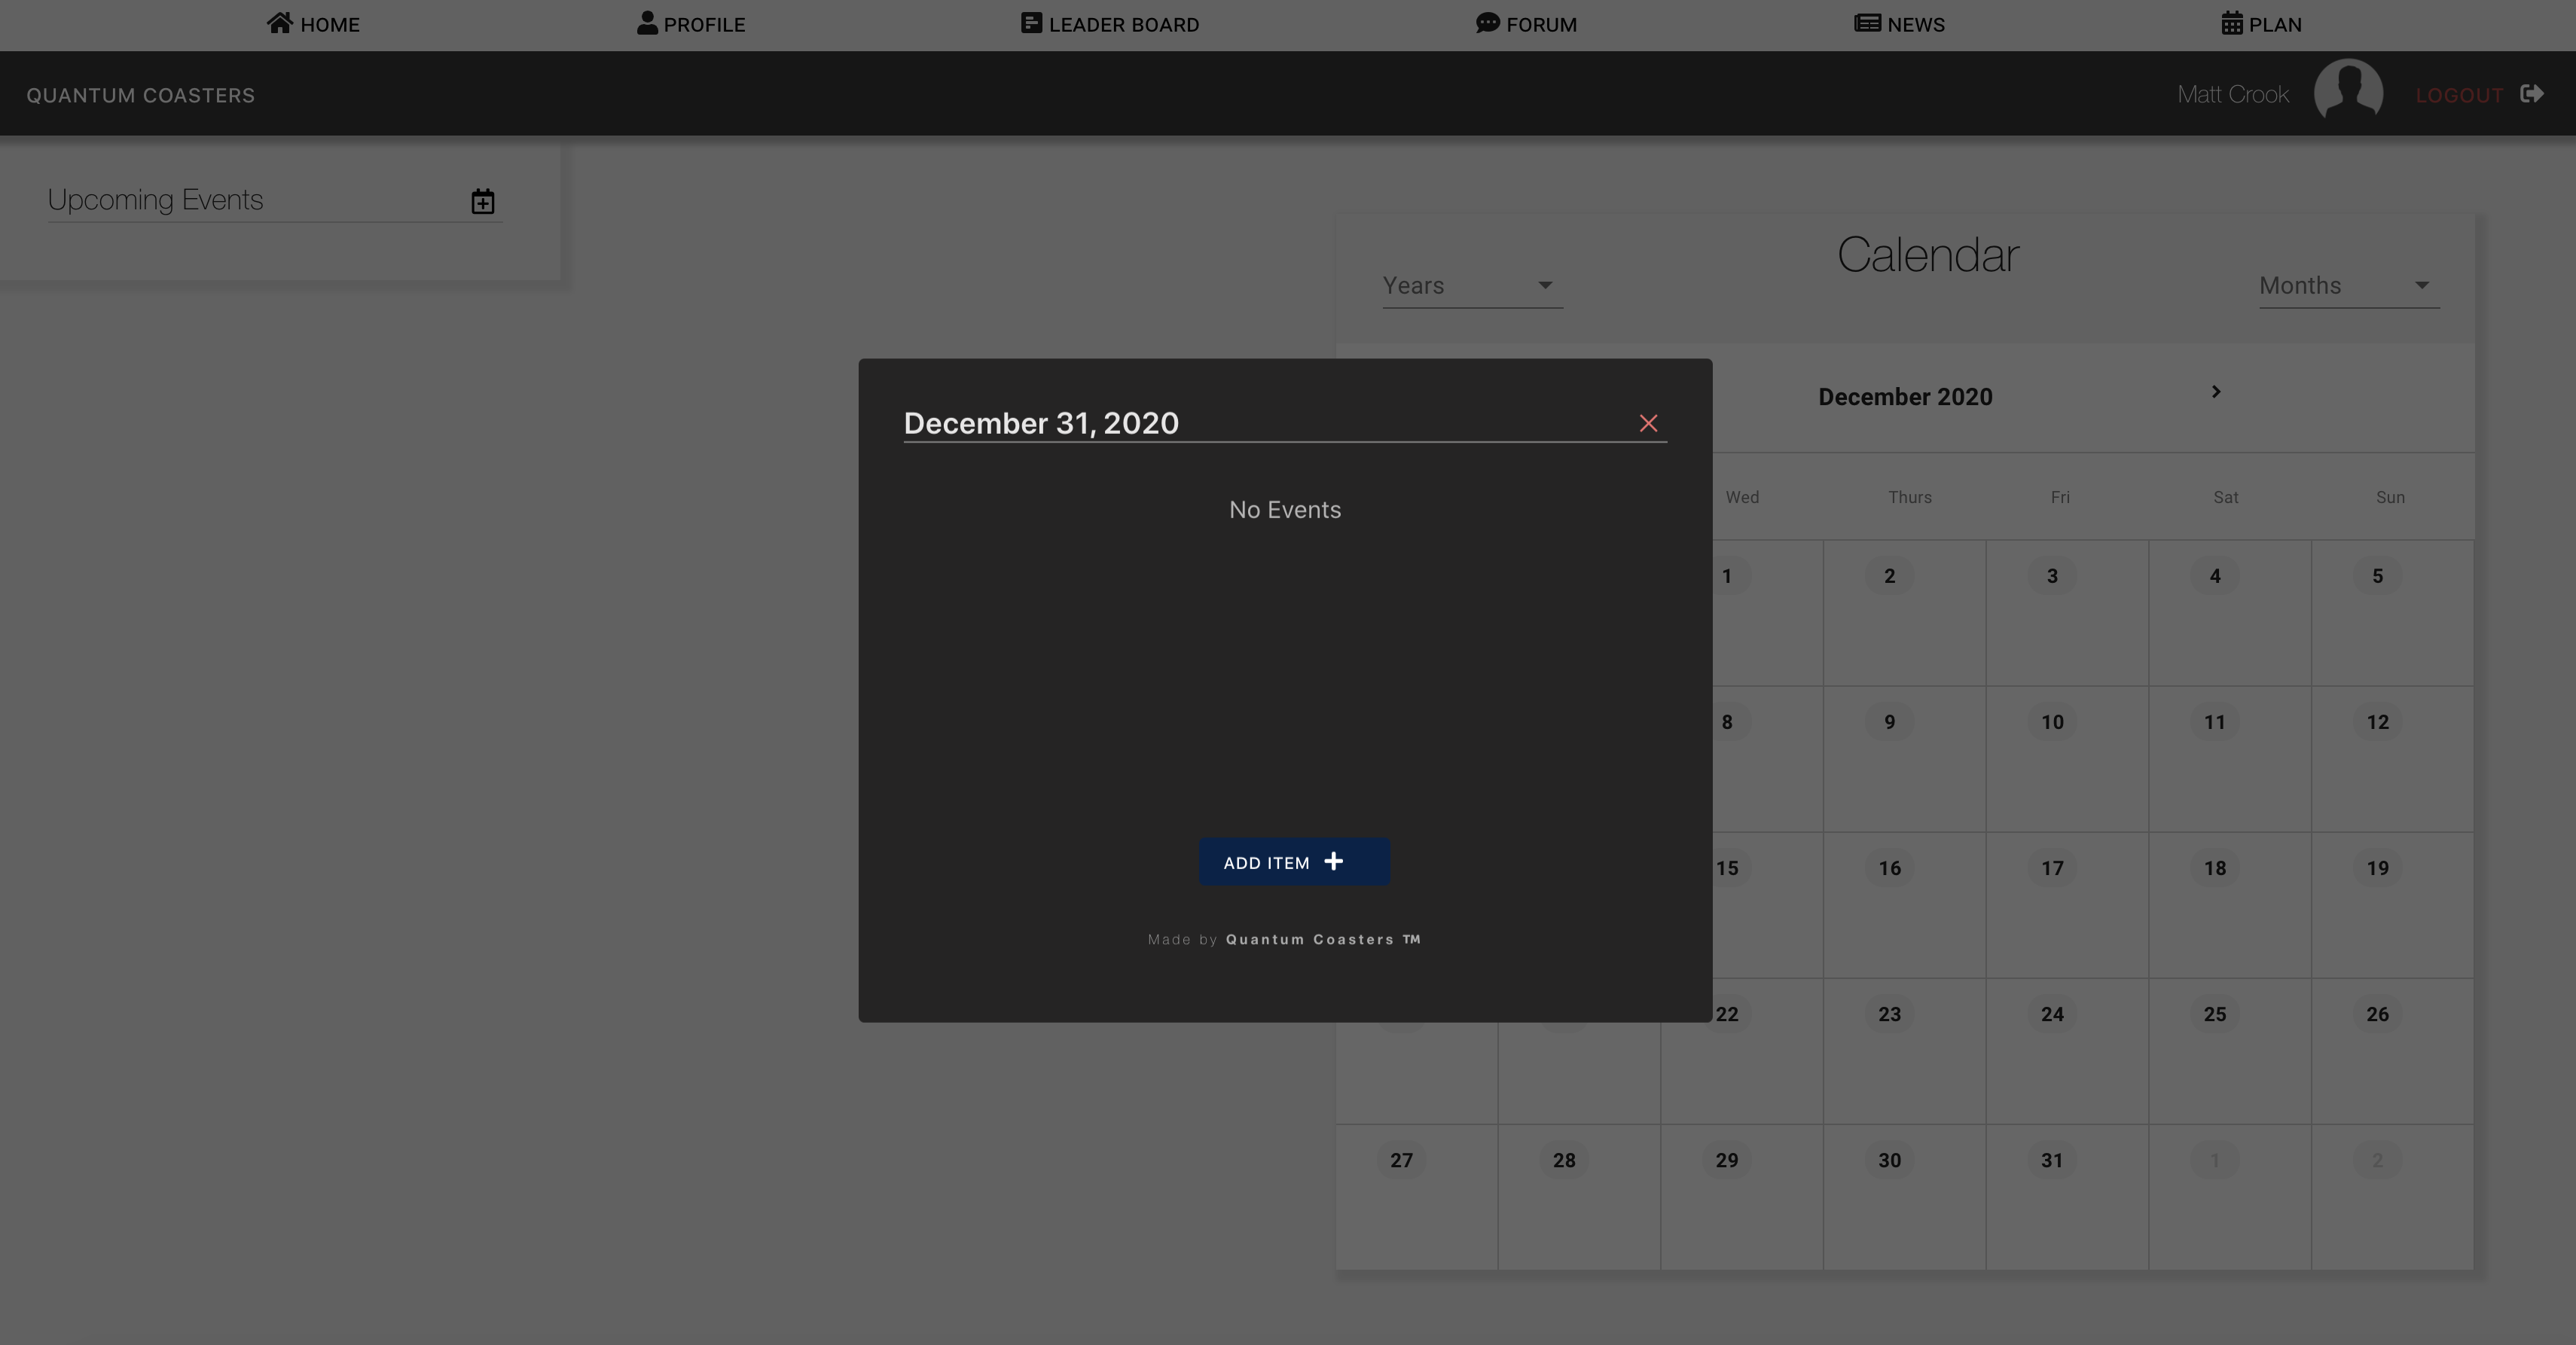 HOME PROFILE LEADER BOARD FORUM NEWS PLAN
QUANTUM COASTERS Matt Crook LOGOUT
Upcoming Events
Calendar
Years Months
December 31, 2020
No Events
ADD ITEM
Made by Quantum Coasters ™
December 2020
Wed Thurs Fri Sat Sun
1 2 3 4 5
8 9 10 11 12
15 16 17 18 19
22 23 24 25 26
27 28 29 30 31 1 2